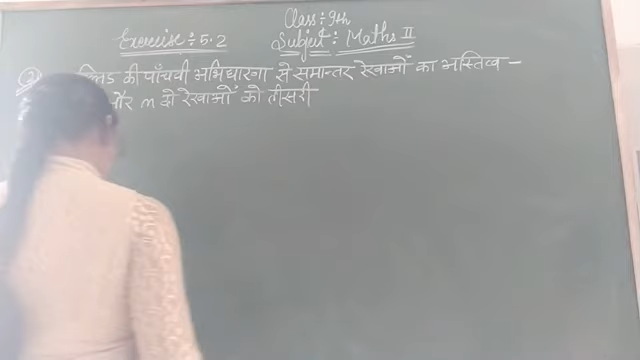 Class:- 9th
Exercise:- 5.2
Subject: Maths II
की पाँचवी अभिधारणा से समान्तर रेखाओं का अस्तित्व -
और m दो रेखाओं को तीसरी